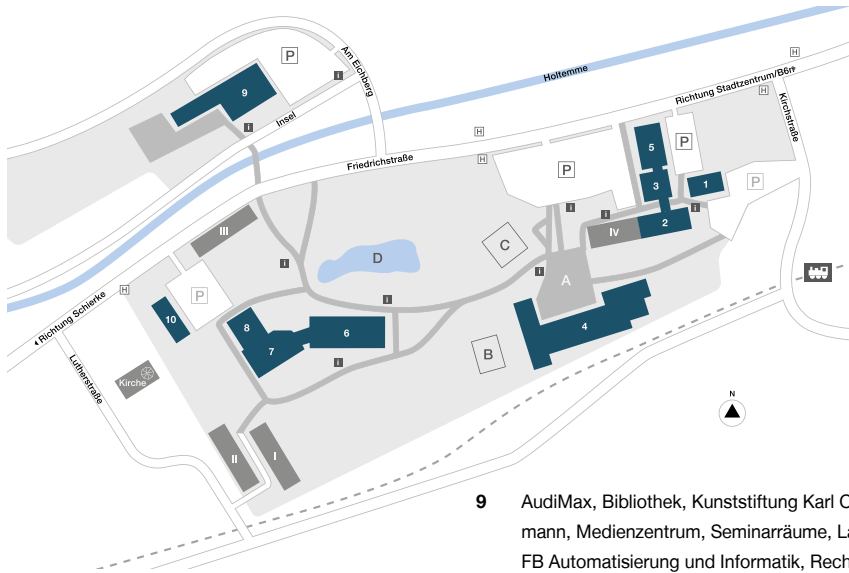 P
Am Eichberg
i
9
i
Insel
Holtemme
H
Richtung Stadtzentrum/B6n
H
Kirchstraße
H
Friedrichstraße
H
P
5
P
3
1
P
i
i
i
2
IV
III
C
D
i
i
A
i
P
H
Richtung Schierke
10
8
7
6
4
i
B
Kirche
Lutherstraße
II
I
N
9 AudiMax, Bibliothek, Kunststiftung Karl
mann, Medienzentrum, Seminarräume,
FB Automatisierung und Informatik,